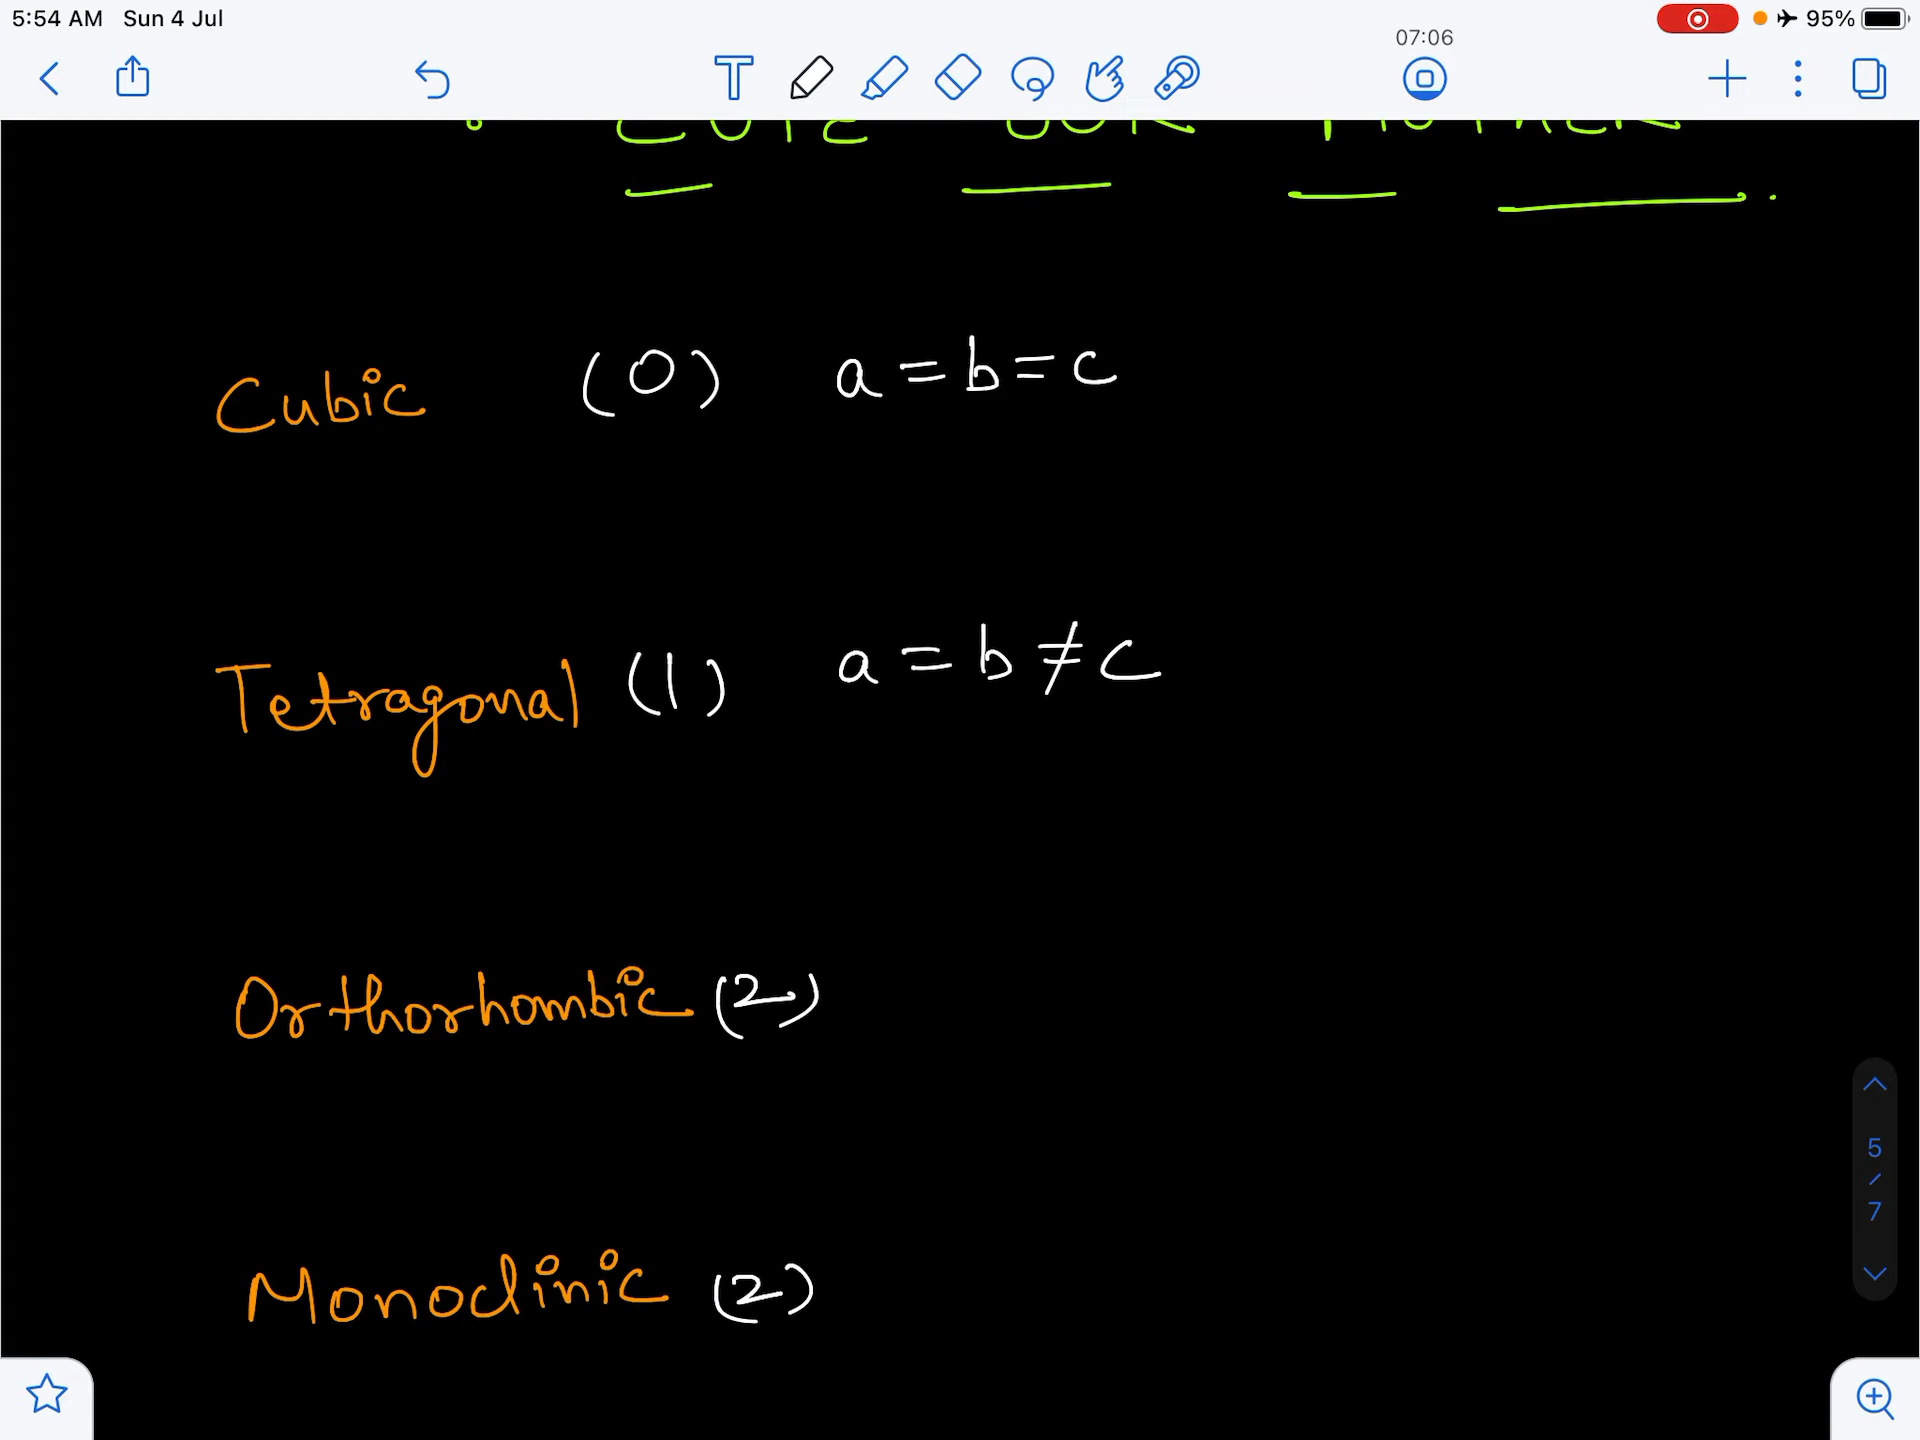 5:54 AM Sun 4 Jul 95%
07:06
T
Cubic (0) a = b = c
Tetragonal (1) a = b ≠ c
Orthorhombic (2)
Monoclinic (2)
5
/
7